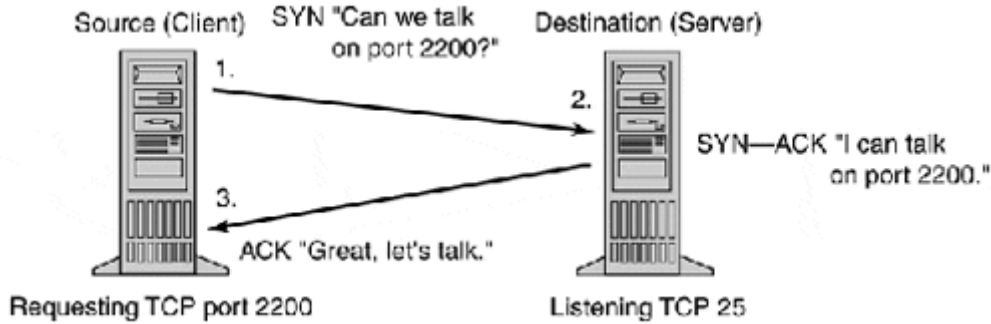 Source (Client)
SYN "Can we talk
on port 2200?"
Destination (Server)
1.
2.
SYN—ACK "I can talk
on port 2200."
3.
ACK "Great, let's talk."
Requesting TCP port 2200
Listening TCP 25